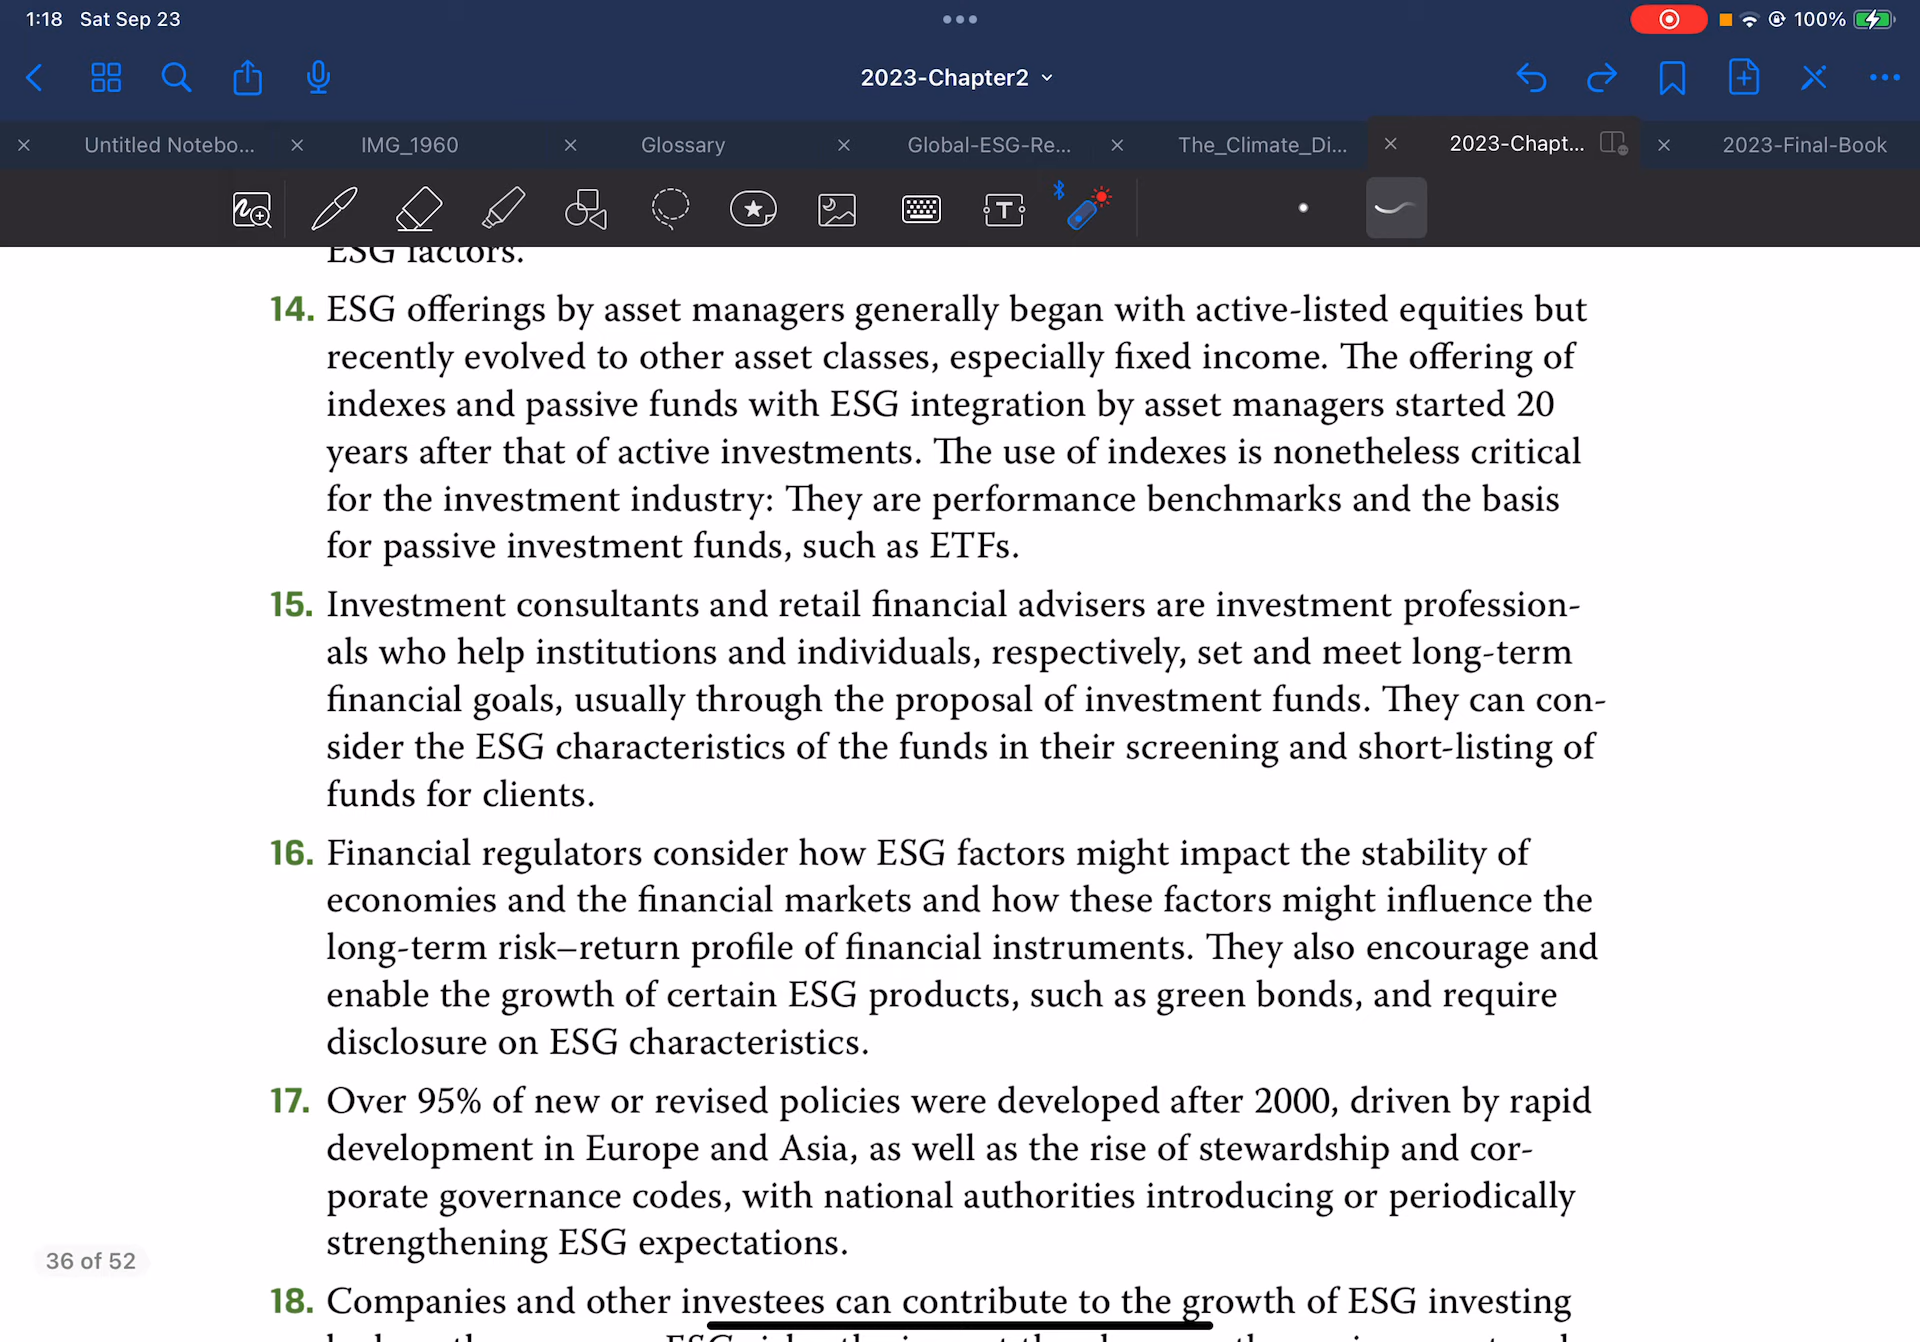 1:18 Sat Sep 23
100%
2023-Chapter2
Untitled Notebo...
IMG_1960
Glossary
Global-ESG-Re...
The_Climate_Di...
2023-Chapt...
2023-Final-Book
ESG factors.
14. ESG offerings by asset managers generally began with active-listed equities but
recently evolved to other asset classes, especially fixed income. The offering of
indexes and passive funds with ESG integration by asset managers started 20
years after that of active investments. The use of indexes is nonetheless critical
for the investment industry: They are performance benchmarks and the basis
for passive investment funds, such as ETFs.
15. Investment consultants and retail financial advisers are investment profession-
als who help institutions and individuals, respectively, set and meet long-term
financial goals, usually through the proposal of investment funds. They can con-
sider the ESG characteristics of the funds in their screening and short-listing of
funds for clients.
16. Financial regulators consider how ESG factors might impact the stability of
economies and the financial markets and how these factors might influence the
long-term risk–return profile of financial instruments. They also encourage and
enable the growth of certain ESG products, such as green bonds, and require
disclosure on ESG characteristics.
17. Over 95% of new or revised policies were developed after 2000, driven by rapid
development in Europe and Asia, as well as the rise of stewardship and cor-
porate governance codes, with national authorities introducing or periodically
strengthening ESG expectations.
36 of 52
18. Companies and other investees can contribute to the growth of ESG investing